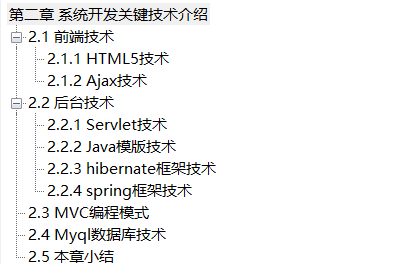 第二章 系统开发关键技术介绍
2.1 前端技术
2.1.1 HTML5技术
2.1.2 Ajax技术
2.2 后台技术
2.2.1 Servlet技术
2.2.2 Java模版技术
2.2.3 hibernate框架技术
2.2.4 spring框架技术
2.3 MVC编程模式
2.4 Myql数据库技术
2.5 本章小结